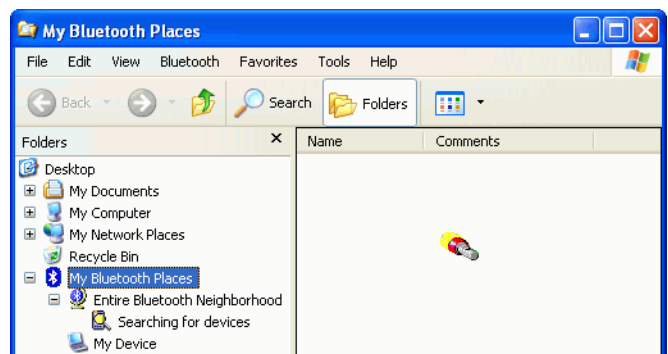 My Bluetooth Places
File Edit View Bluetooth Favorites Tools Help
Back Search Folders
Folders
Name Comments
Desktop
My Documents
My Computer
My Network Places
Recycle Bin
My Bluetooth Places
Entire Bluetooth Neighborhood
Searching for devices
My Device